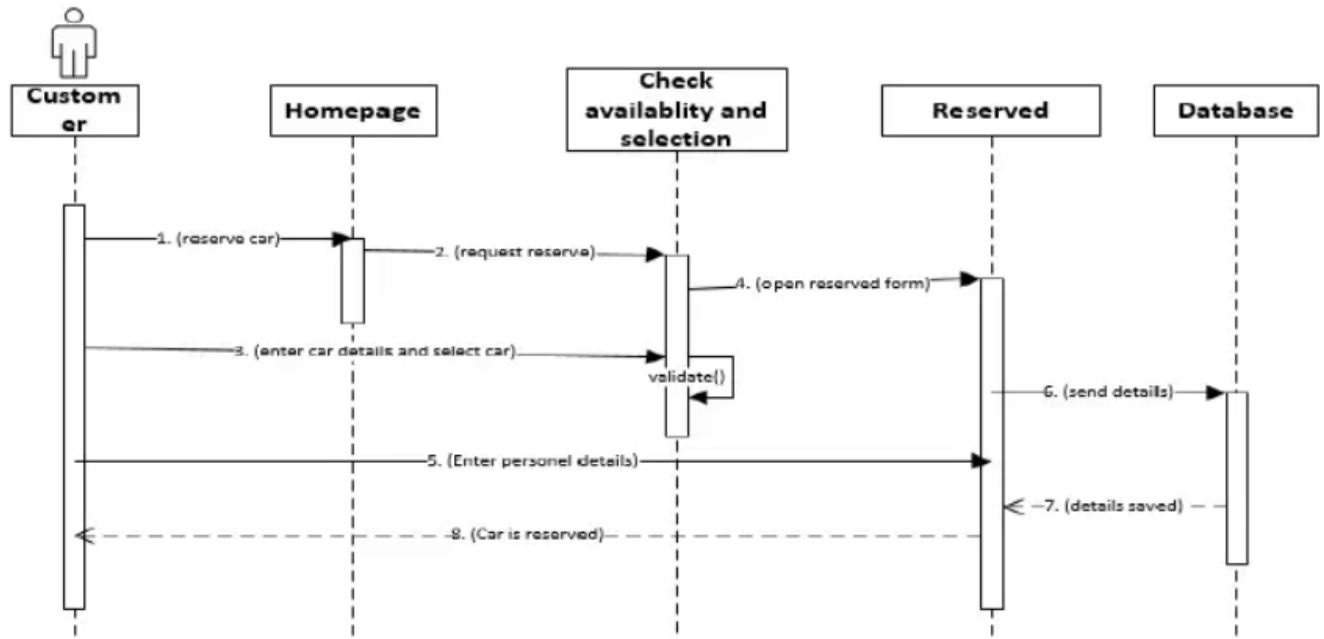 Custom
er
Homepage
Check
availablity and
selection
Reserved
Database
1. (reserve car)
2. (request reserve)
4. (open reserved form)
3. (enter car details and select car)
validate()
6. (send details)
5. (Enter personel details)
7. (details saved)
8. (Car is reserved)